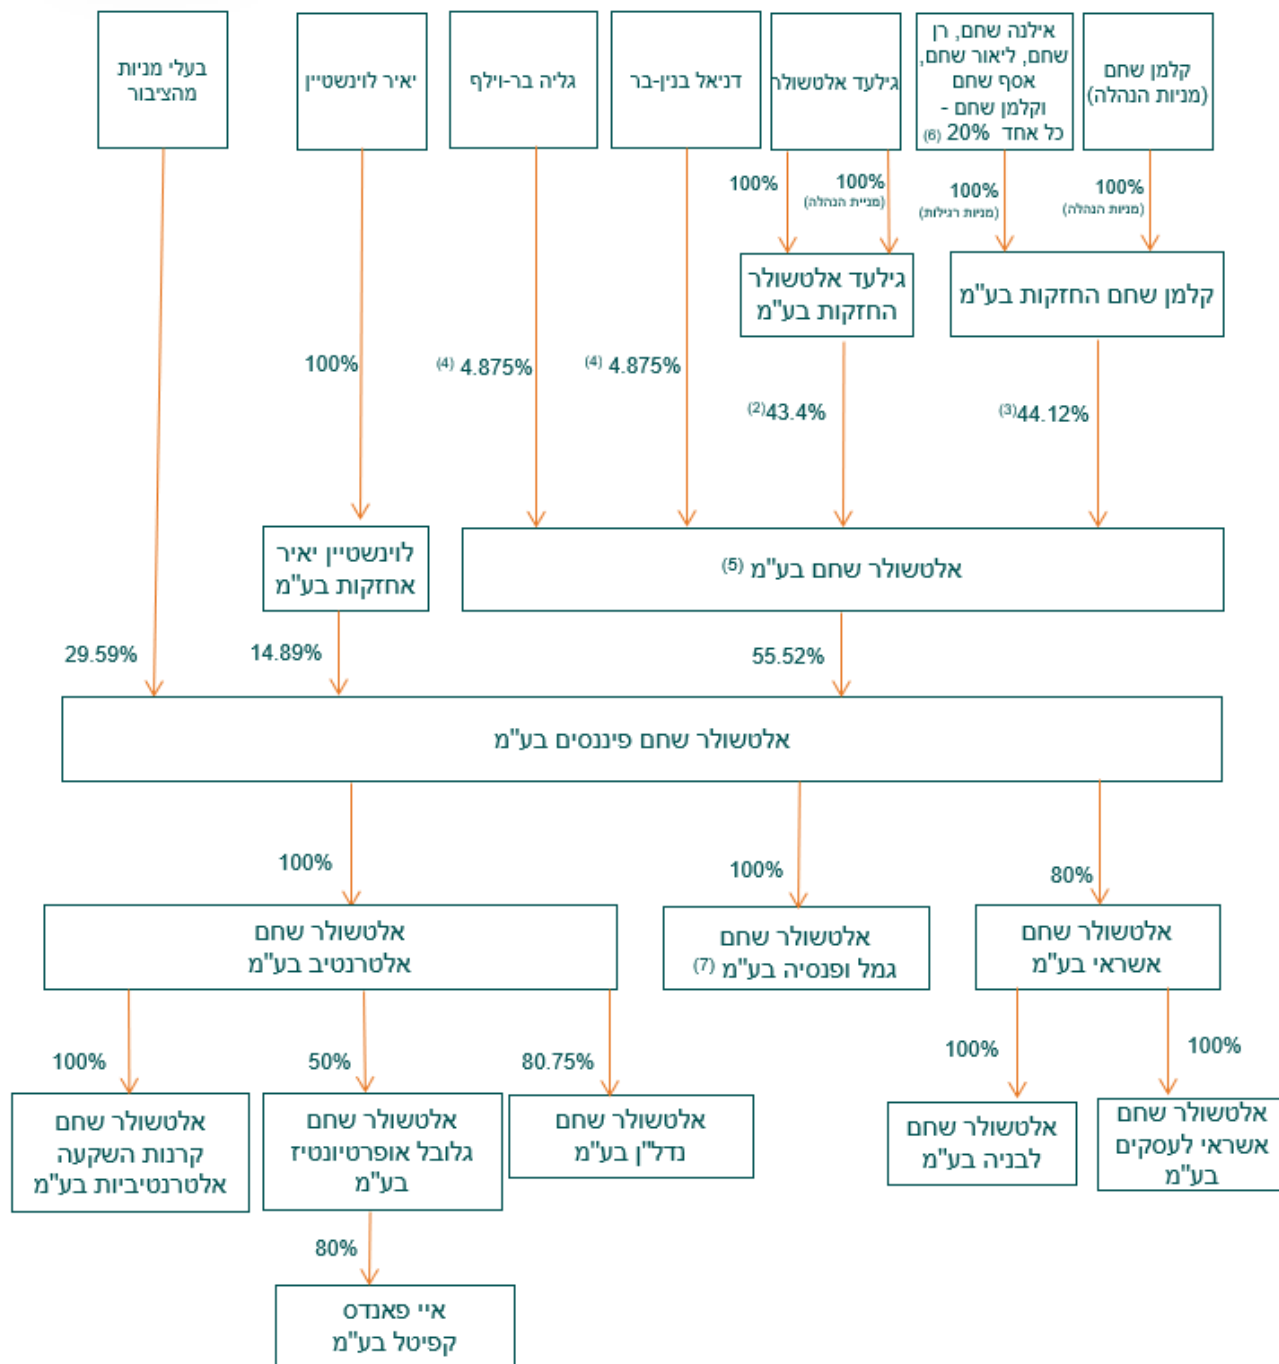 קלמן שחם
(מניות הנהלה)
אילנה שחם, רן
שחם, ליאור שחם,
אסף שחם
וקלמן שחם -
כל אחד 20% (6)
גילעד אלטשולר
דניאל בנין-בר
גליה בר-וילף
יאיר לוינשטיין
בעלי מניות
מהציבור
100%
(מניות הנהלה)
100%
(מניות רגילות)
100%
(מניית הנהלה)
100%
קלמן שחם החזקות בע"מ
גילעד אלטשולר
החזקות בע"מ
44.12%(3)
43.4%(2)
4.875% (4)
4.875% (4)
100%
אלטשולר שחם בע"מ (5)
לוינשטיין יאיר
אחזקות בע"מ
55.52%
14.89%
29.59%
אלטשולר שחם פיננסים בע"מ
80%
100%
100%
אלטשולר שחם
אשראי בע"מ
אלטשולר שחם
גמל ופנסיה בע"מ (7)
אלטשולר שחם
אלטרנטיב בע"מ
100%
100%
80.75%
50%
100%
אלטשולר שחם
אשראי לעסקים
בע"מ
אלטשולר שחם
לבניה בע"מ
אלטשולר שחם
נדל"ן בע"מ
אלטשולר שחם
גלובל אופרטיונטיז
בע"מ
אלטשולר שחם
קרנות השקעה
אלטרנטיביות בע"מ
80%
איי פאנדס
קפיטל בע"מ